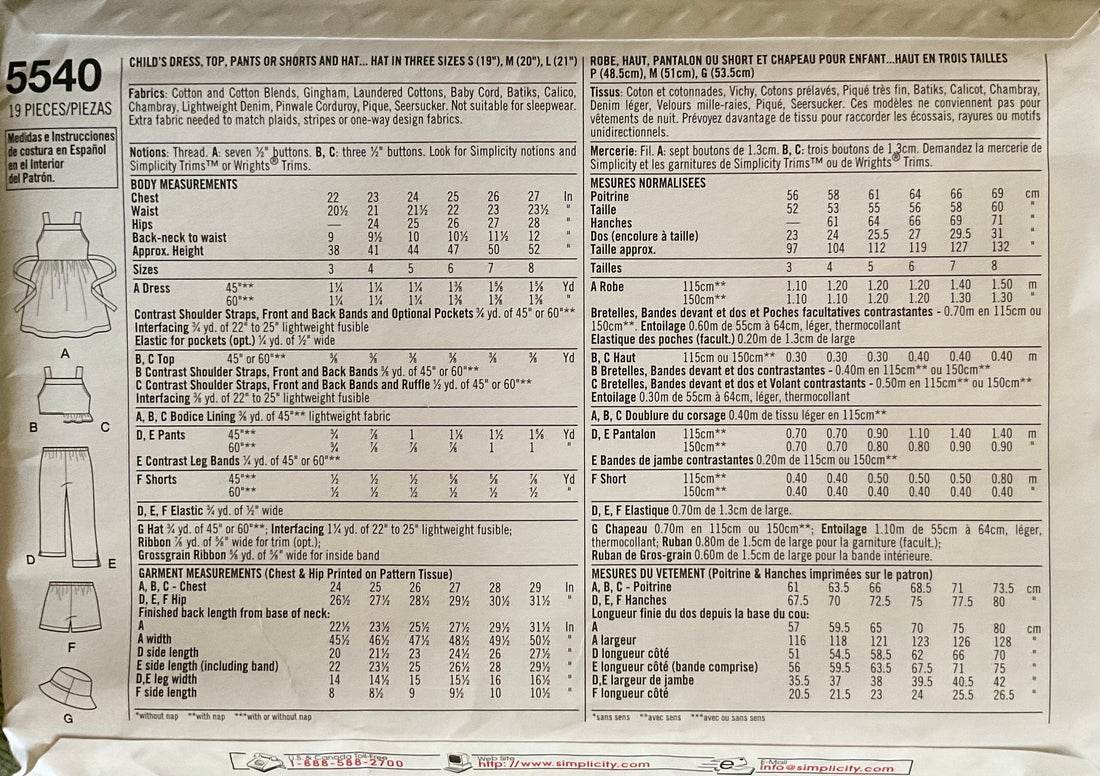 5540
19 PIECES/PIEZAS
Medidas e Instrucciones
de costura en Español
en el Interior
del Patrón.
A
B
C
D
E
F
G
CHILD'S DRESS, TOP, PANTS OR SHORTS AND HAT... HAT IN THREE SIZES S (19"), M (20"), L (21")
Fabrics: Cotton and Cotton Blends, Gingham, Laundered Cottons, Baby Cord, Batiks, Calico,
Chambray, Lightweight Denim, Pinwale Corduroy, Pique, Seersucker. Not suitable for sleepwear.
Extra fabric needed to match plaids, stripes or one-way design fabrics.
Notions: Thread. A: seven ½" buttons. B, C: three ½" buttons. Look for Simplicity notions and
Simplicity Trims™ or Wrights® Trims.
BODY MEASUREMENTS
Chest 22 23 24 25 26 27 In
Waist 20½ 21 21½ 22 23 23½ "
Hips — 24 25 26 27 28 "
Back-neck to waist 9 9½ 10 10½ 11½ 12 "
Approx. Height 38 41 44 47 50 52 "
Sizes 3 4 5 6 7 8
A Dress 45"** 1¼ 1¼ 1¼ 1⅜ 1⅝ 1⅝ Yd
60"** 1¼ 1¼ 1¼ 1⅜ 1⅜ 1⅜ "
Contrast Shoulder Straps, Front and Back Bands and Optional Pockets ¾ yd. of 45" or 60"**
Interfacing ¾ yd. of 22" to 25" lightweight fusible
Elastic for pockets (opt.) ¼ yd. of ½" wide
B, C Top 45" or 60"** ⅜ ⅜ ⅜ ⅜ ⅜ ⅜ Yd
B Contrast Shoulder Straps, Front and Back Bands ⅜ yd. of 45" or 60"**
C Contrast Shoulder Straps, Front and Back Bands and Ruffle ½ yd. of 45" or 60"**
Interfacing ⅜ yd. of 22" to 25" lightweight fusible
A, B, C Bodice Lining ⅜ yd. of 45"** lightweight fabric
D, E Pants 45"** ¾ ⅞ 1 1⅛ 1½ 1⅝ Yd
60"** ¾ ⅞ ⅞ ⅞ 1 1 "
E Contrast Leg Bands ¼ yd. of 45" or 60"**
F Shorts 45"** ½ ½ ½ ⅝ ⅝ ⅞ Yd
60"** ½ ½ ½ ½ ½ ½ "
D, E, F Elastic ¾ yd. of ½" wide
G Hat ¾ yd. of 45" or 60"**; Interfacing 1¼ yd. of 22" to 25" lightweight fusible;
Ribbon ⅞ yd. of ⅝" wide for trim (opt.);
Grossgrain Ribbon ⅝ yd. of ⅝" wide for inside band
GARMENT MEASUREMENTS (Chest & Hip Printed on Pattern Tissue)
A, B, C - Chest 24 25 26 27 28 29 In
D, E, F Hip 26½ 27½ 28½ 29½ 30½ 31½ "
Finished back length from base of neck:
A 22½ 23½ 25½ 27½ 29½ 31½ In
A width 45½ 46½ 47½ 48½ 49½ 50½ "
D side length 20 21½ 23 24½ 26 27½ "
E side length (including band) 22 23½ 25 26½ 28 29½ "
D,E leg width 14 14½ 15 15½ 16 16½ "
F side length 8 8½ 9 9½ 10 10½ "
*without nap **with nap ***with or without nap
ROBE, HAUT, PANTALON OU SHORT ET CHAPEAU POUR ENFANT...HAUT EN TROIS TAILLES
P (48.5cm), M (51cm), G (53.5cm)
Tissus: Coton et cotonnades, Vichy, Cotons prélavés, Piqué très fin, Batiks, Calicot, Chambray,
Denim léger, Velours mille-raies, Piqué, Seersucker. Ces modèles ne conviennent pas pour
vêtements de nuit. Prévoyez davantage de tissu pour raccorder les écossais, rayures ou motifs
unidirectionnels.
Mercerie: Fil. A: sept boutons de 1.3cm. B, C: trois boutons de 1.3cm. Demandez la mercerie de
Simplicity et les garnitures de Simplicity Trims™ ou de Wrights® Trims.
MESURES NORMALISEES
Poitrine 56 58 61 64 66 69 cm
Taille 52 53 55 56 58 60 "
Hanches — 61 64 66 69 71 "
Dos (encolure à taille) 23 24 25.5 27 29.5 31 "
Taille approx. 97 104 112 119 127 132 "
Tailles 3 4 5 6 7 8
A Robe 115cm** 1.10 1.20 1.20 1.20 1.40 1.50 m
150cm** 1.10 1.10 1.20 1.20 1.30 1.30 "
Bretelles, Bandes devant et dos et Poches facultatives contrastantes - 0.70m en 115cm ou
150cm**. Entoilage 0.60m de 55cm à 64cm, léger, thermocollant
Elastique des poches (facult.) 0.20m de 1.3cm de large
B, C Haut 115cm ou 150cm** 0.30 0.30 0.30 0.40 0.40 0.40 m
B Bretelles, Bandes devant et dos contrastantes - 0.40m en 115cm** ou 150cm**
C Bretelles, Bandes devant et dos et Volant contrastants - 0.50m en 115cm** ou 150cm**
Entoilage 0.30m de 55cm à 64cm, léger, thermocollant
A, B, C Doublure du corsage 0.40m de tissu léger en 115cm**
D, E Pantalon 115cm** 0.70 0.70 0.90 1.10 1.40 1.40 m
150cm** 0.70 0.70 0.80 0.80 0.90 0.90 "
E Bandes de jambe contrastantes 0.20m de 115cm ou 150cm**
F Short 115cm** 0.40 0.40 0.50 0.50 0.50 0.80 m
150cm** 0.40 0.40 0.40 0.40 0.40 0.40 "
D, E, F Elastique 0.70m de 1.3cm de large.
G Chapeau 0.70m en 115cm ou 150cm**; Entoilage 1.10m de 55cm à 64cm, léger,
thermocollant; Ruban 0.80m de 1.5cm de large pour la garniture (facult.);
Ruban de Gros-grain 0.60m de 1.5cm de large pour la bande intérieure.
MESURES DU VETEMENT (Poitrine & Hanches imprimées sur le patron)
A, B, C - Poitrine 61 63.5 66 68.5 71 73.5 cm
D, E, F Hanches 67.5 70 72.5 75 77.5 80 "
Longueur finie du dos depuis la base du cou:
A 57 59.5 65 70 75 80 cm
A largeur 116 118 121 123 126 128 "
D longueur côté 51 54.5 58.5 62 66 70 "
E longueur côté (bande comprise) 56 59.5 63.5 67.5 71 75 "
D,E largeur de jambe 35.5 37 38 39.5 40.5 42 "
F longueur côté 20.5 21.5 23 24 25.5 26.5 "
*sans sens **avec sens ***avec ou sans sens
U.S. & Canada Toll-Free
1-888-588-2700
Web Site
http://www.simplicity.com
E-Mail
info@simplicity.com